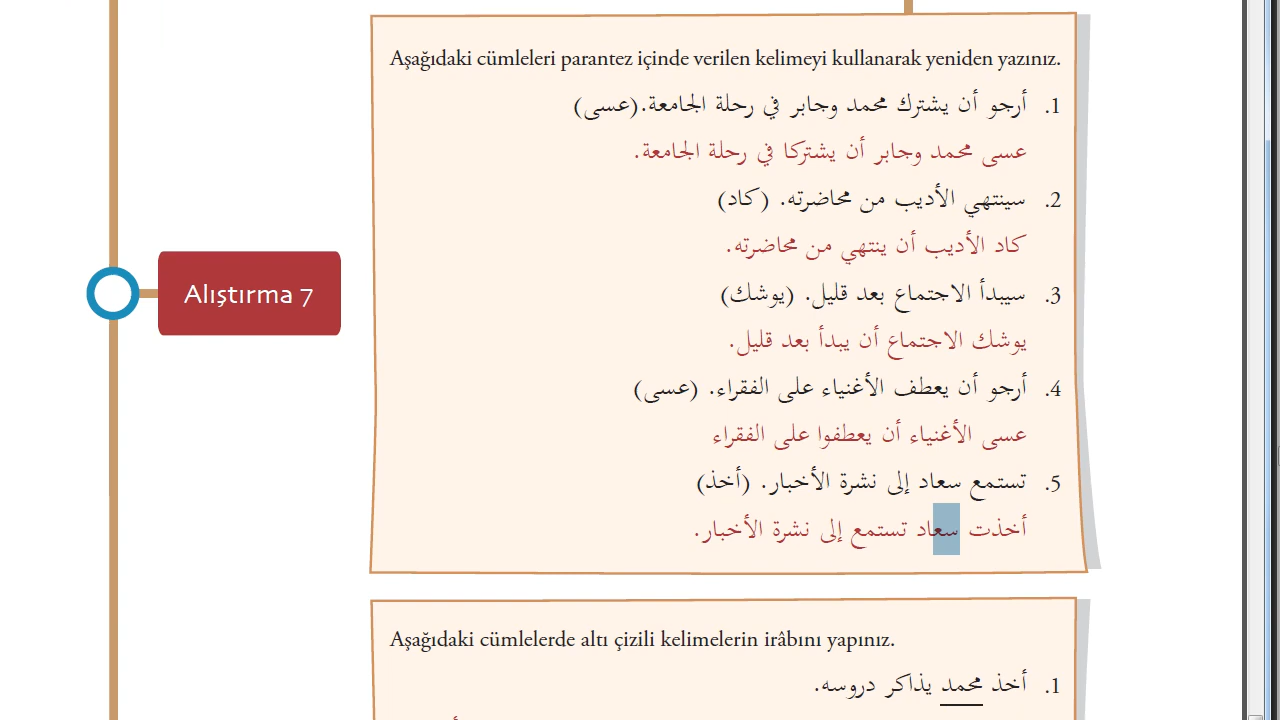 Aşağıdaki cümleleri parantez içinde verilen kelimeyi kullanarak yeniden yazınız.
1. أرجو أن يشترك محمد وجابر في رحلة الجامعة.(عسى)
عسى محمد وجابر أن يشتركا في رحلة الجامعة.
2. سينتهي الأديب من محاضرته. (كاد)
كاد الأديب أن ينتهي من محاضرته.
Alıştırma 7
3. سيبدأ الاجتماع بعد قليل. (يوشك)
يوشك الاجتماع أن يبدأ بعد قليل.
4. أرجو أن يعطف الأغنياء على الفقراء. (عسى)
عسى الأغنياء أن يعطفوا على الفقراء
5. تستمع سعاد إلى نشرة الأخبار. (أخذ)
أخذت سعاد تستمع إلى نشرة الأخبار.
Aşağıdaki cümlelerde altı çizili kelimelerin irâbını yapınız.
1. أخذ محمد يذاكر دروسه.